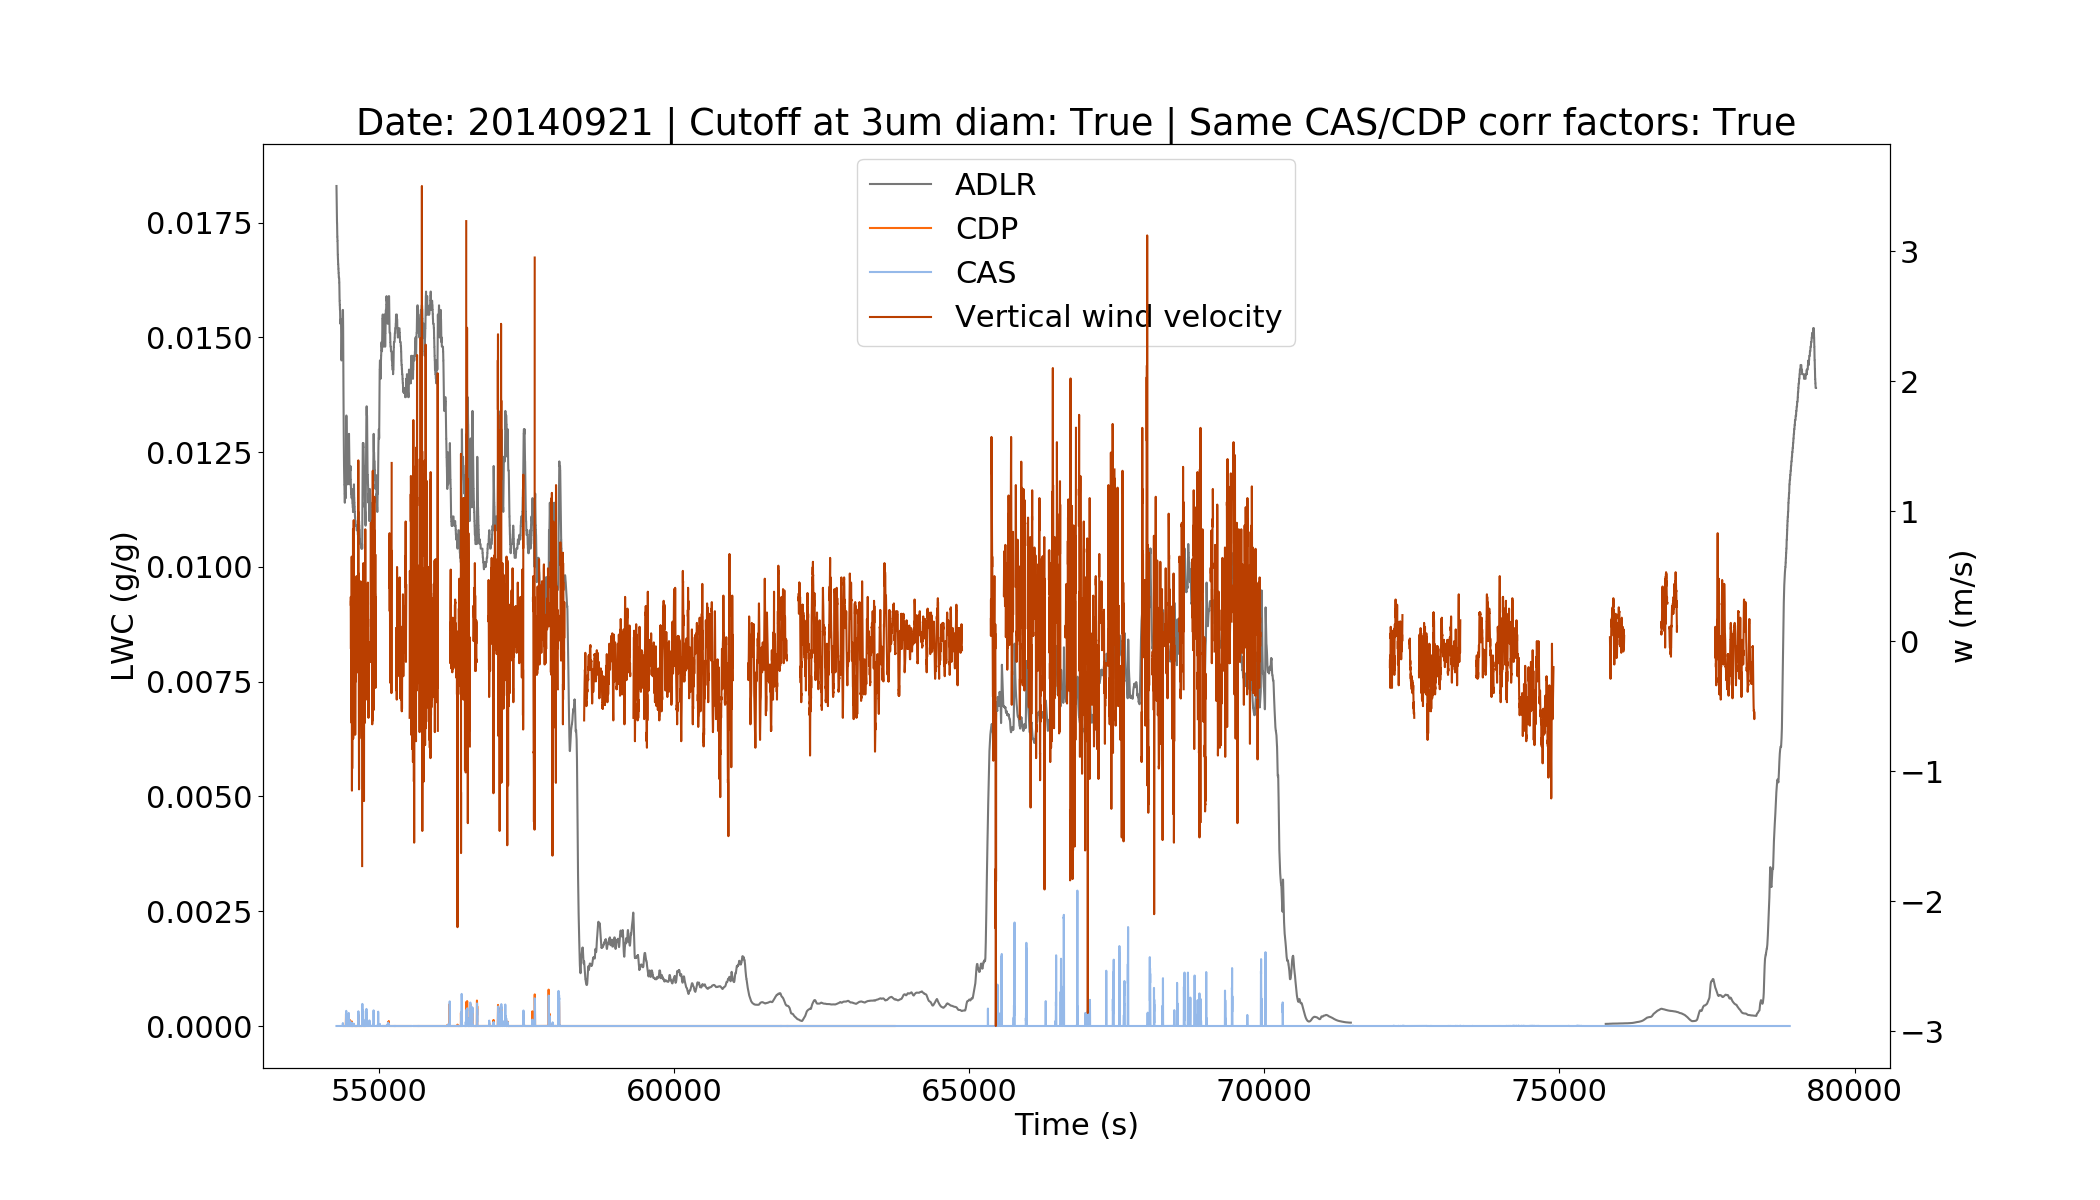 Date: 20140921 | Cutoff at 3um diam: True | Same CAS/CDP corr factors: True
ADLR
CDP
CAS
Vertical wind velocity
LWC (g/g)
0.0175
0.0150
0.0125
0.0100
0.0075
0.0050
0.0025
0.0000
3
2
1
0
−1
−2
−3
w (m/s)
55000 60000 65000 70000 75000 80000
Time (s)